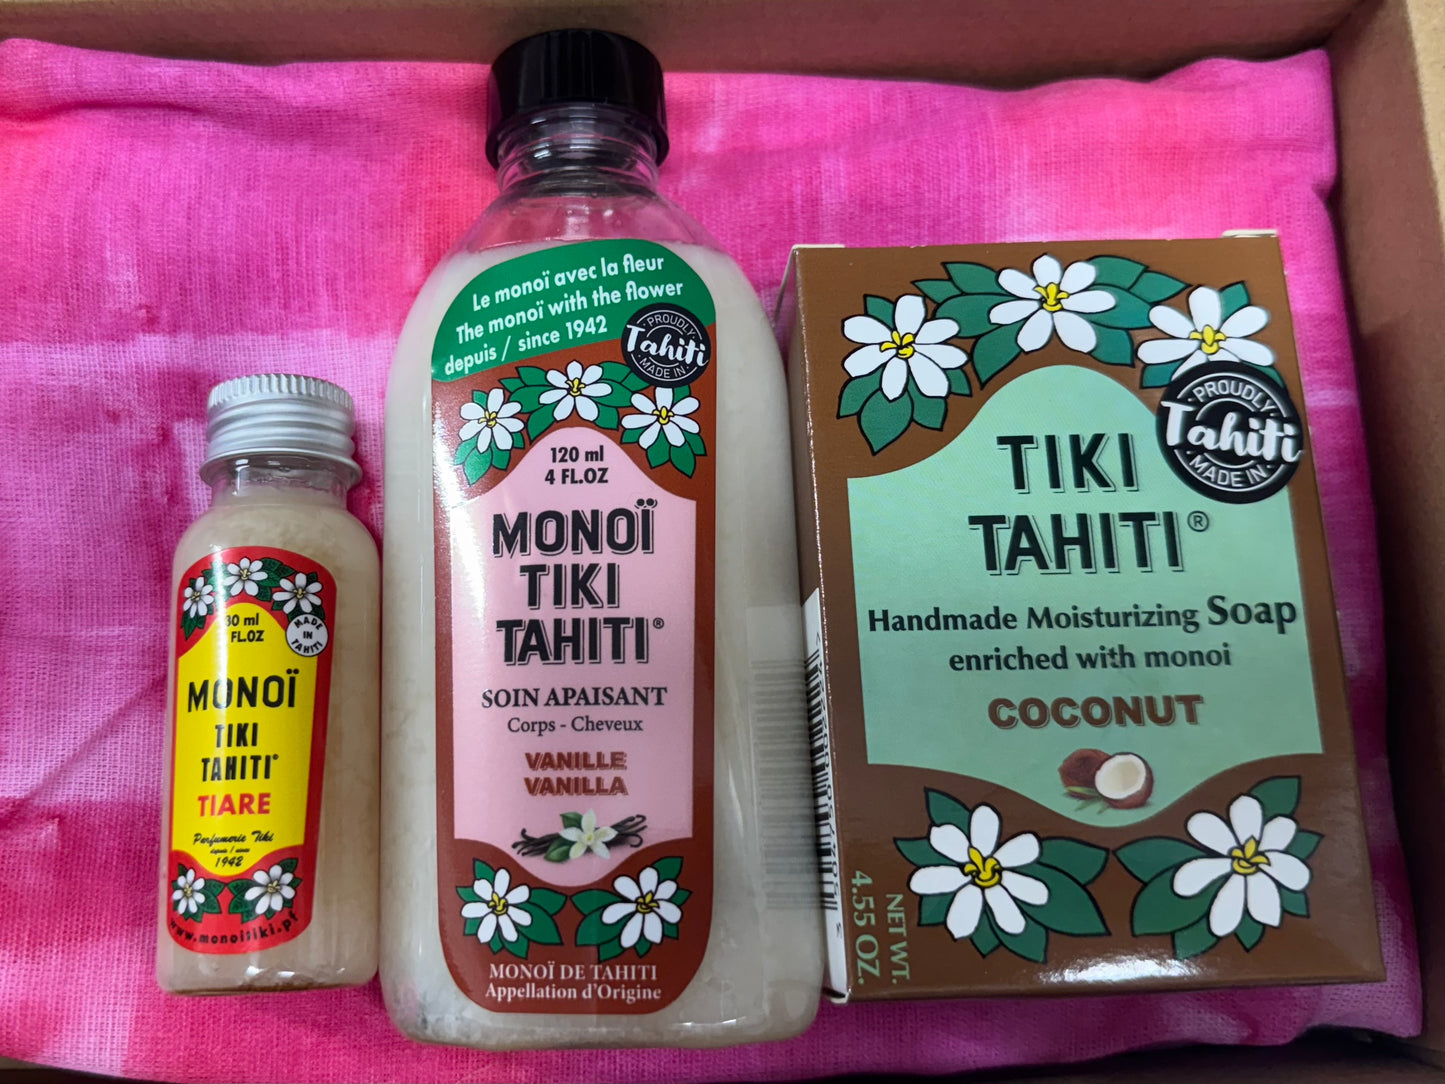 30 ml
FL.OZ
MADE
IN
TAHITI
MONOÏ
TIKI
TAHITI®
TIARE
Parfumerie Tiki
depuis / since
1942
www.monoitiki.pf
Le monoï avec la fleur
The monoï with the flower
depuis / since 1942
PROUDLY
Tahiti
MADE IN
120 ml
4 FL.OZ
MONOÏ
TIKI
TAHITI®
SOIN APAISANT
Corps - Cheveux
VANILLE
VANILLA
MONOÏ DE TAHITI
Appellation d'Origine
PROUDLY
Tahiti
MADE IN
TIKI
TAHITI®
Handmade Moisturizing Soap
enriched with monoi
COCONUT
NET WT.
4.55 OZ.